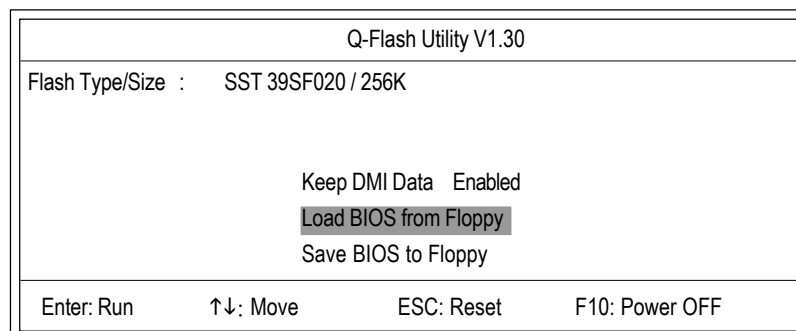 Q-Flash Utility V1.30
Flash Type/Size : SST 39SF020 / 256K
Keep DMI Data Enabled
Load BIOS from Floppy
Save BIOS to Floppy
Enter: Run ↑↓: Move ESC: Reset F10: Power OFF